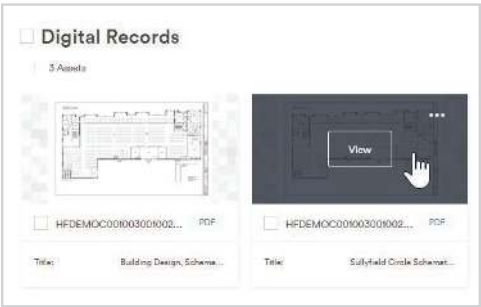 Digital Records
3 Assets
View
HFDEMOC001003001002... PDF
HFDEMOC001003001002... PDF
Title: Building Design, Schema...
Title: Sullyfield Circle Schemat...